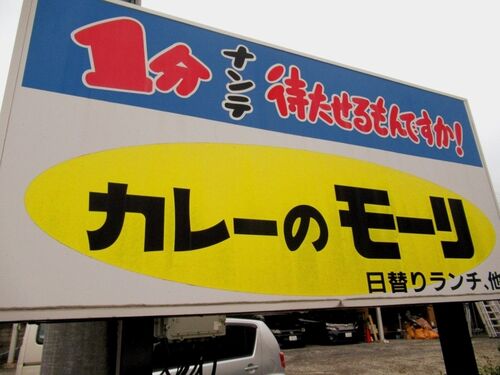 1分ナンテ待たせるもんですか!
カレーのモーリ
日替りランチ、他